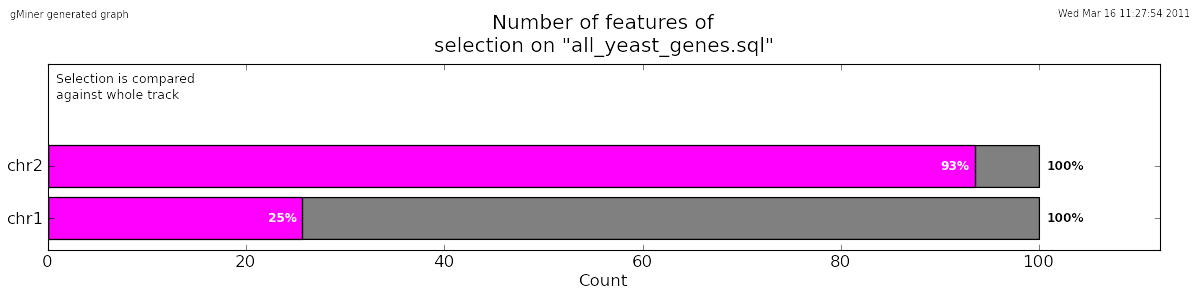 gMiner generated graph
Wed Mar 16 11:27:54 2011
Number of features of
selection on "all_yeast_genes.sql"
Selection is compared
against whole track
chr2
93%
100%
chr1
25%
100%
0 20 40 60 80 100
Count